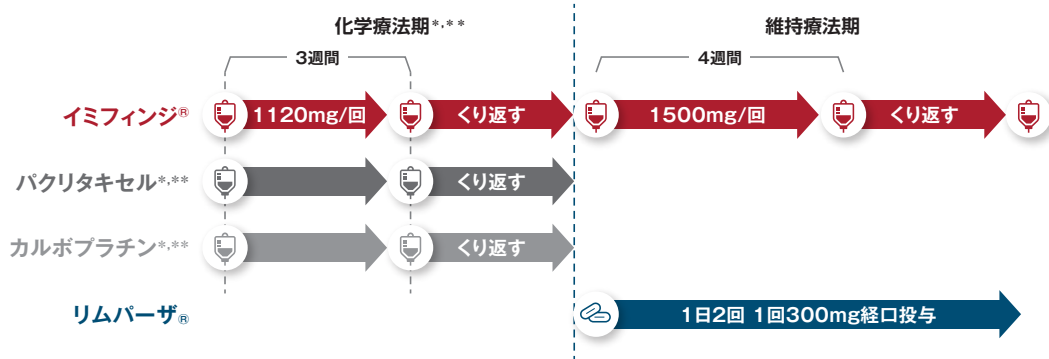 化学療法期*,** 維持療法期
3週間 4週間
イミフィンジ® 1120mg/回 くり返す 1500mg/回 くり返す
パクリタキセル*,** くり返す
カルボプラチン*,** くり返す
リムパーザ® 1日2回 1回300mg経口投与